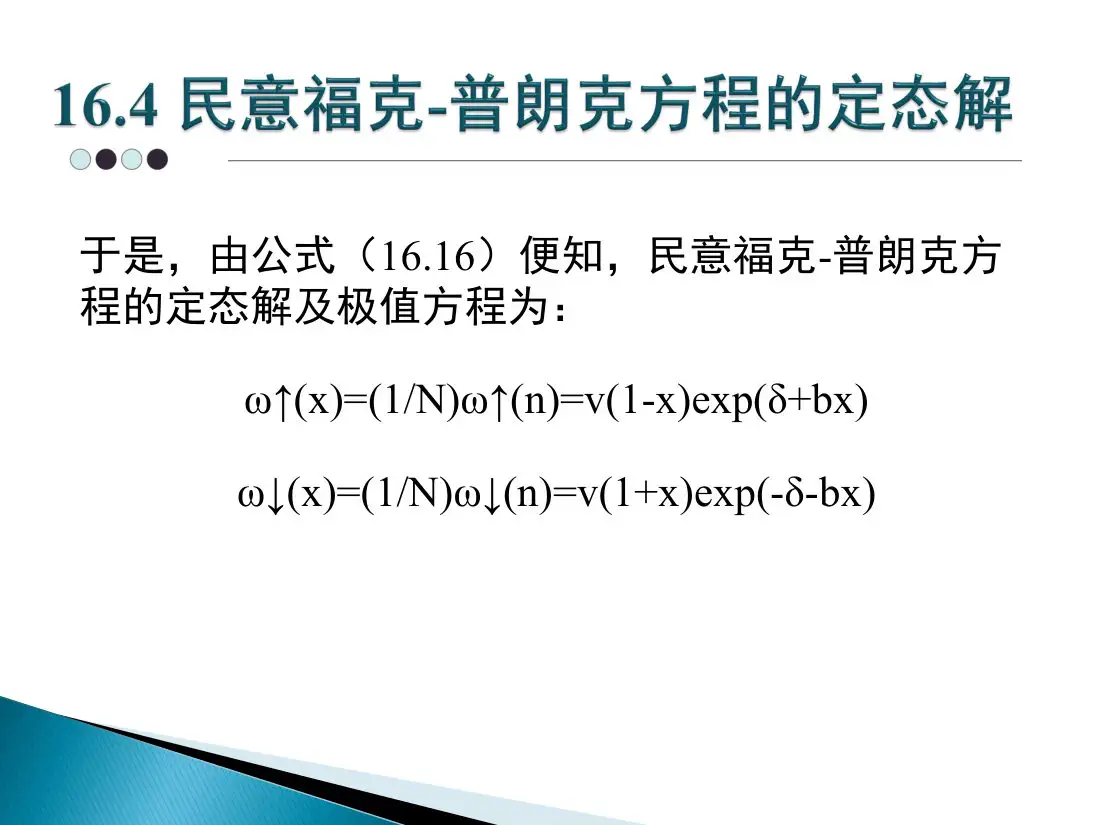 16.4 民意福克-普朗克方程的定态解
于是，由公式（16.16）便知，民意福克-普朗克方
程的定态解及极值方程为：
ω↑(x)=(1/N)ω↑(n)=v(1-x)exp(δ+bx)
ω↓(x)=(1/N)ω↓(n)=v(1+x)exp(-δ-bx)